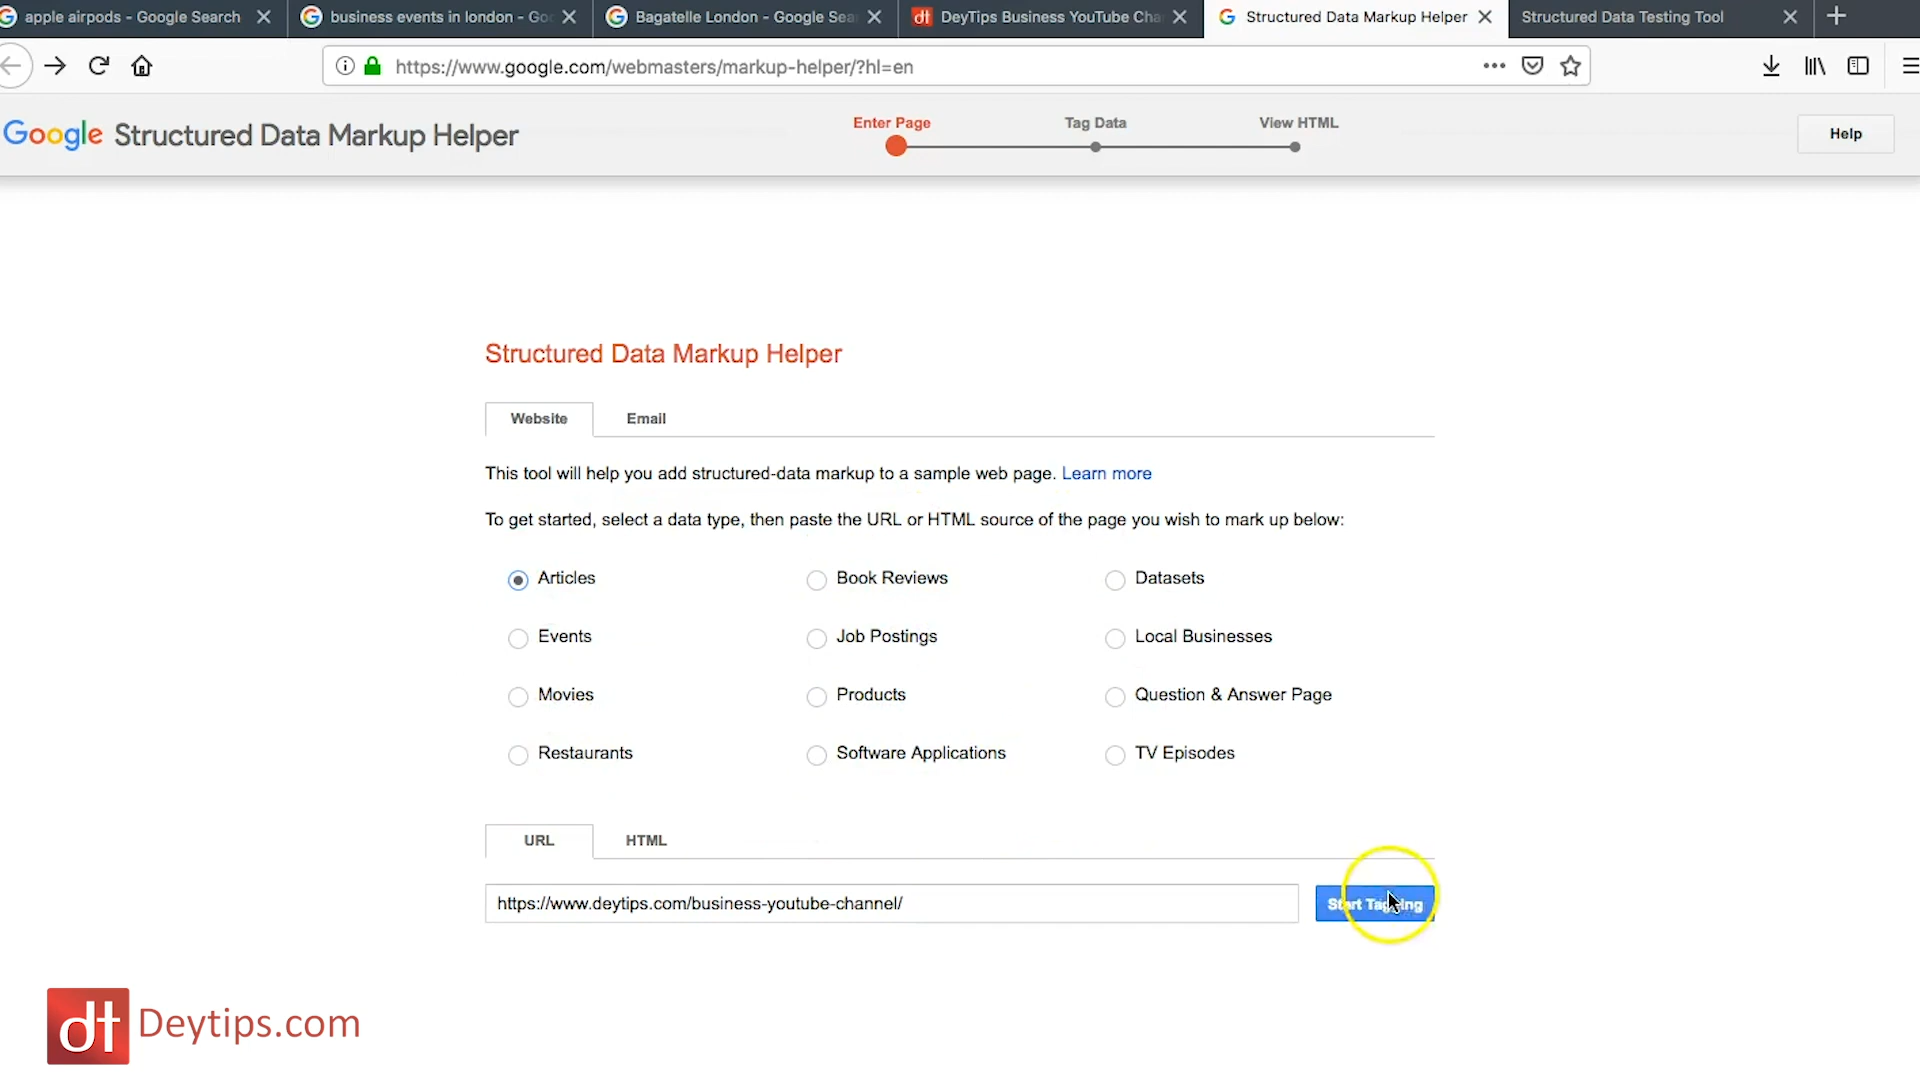 apple airpods - Google Search
business events in london - Go
Bagatelle London - Google Sea
dt DeyTips Business YouTube Cha
Structured Data Markup Helper
Structured Data Testing Tool
https://www.google.com/webmasters/markup-helper/?hl=en
Google Structured Data Markup Helper
Enter Page
Tag Data
View HTML
Help
Structured Data Markup Helper
Website
Email
This tool will help you add structured-data markup to a sample web page. Learn more
To get started, select a data type, then paste the URL or HTML source of the page you wish to mark up below:
Articles
Book Reviews
Datasets
Events
Job Postings
Local Businesses
Movies
Products
Question & Answer Page
Restaurants
Software Applications
TV Episodes
URL
HTML
https://www.deytips.com/business-youtube-channel/
Start Tagging
dt Deytips.com